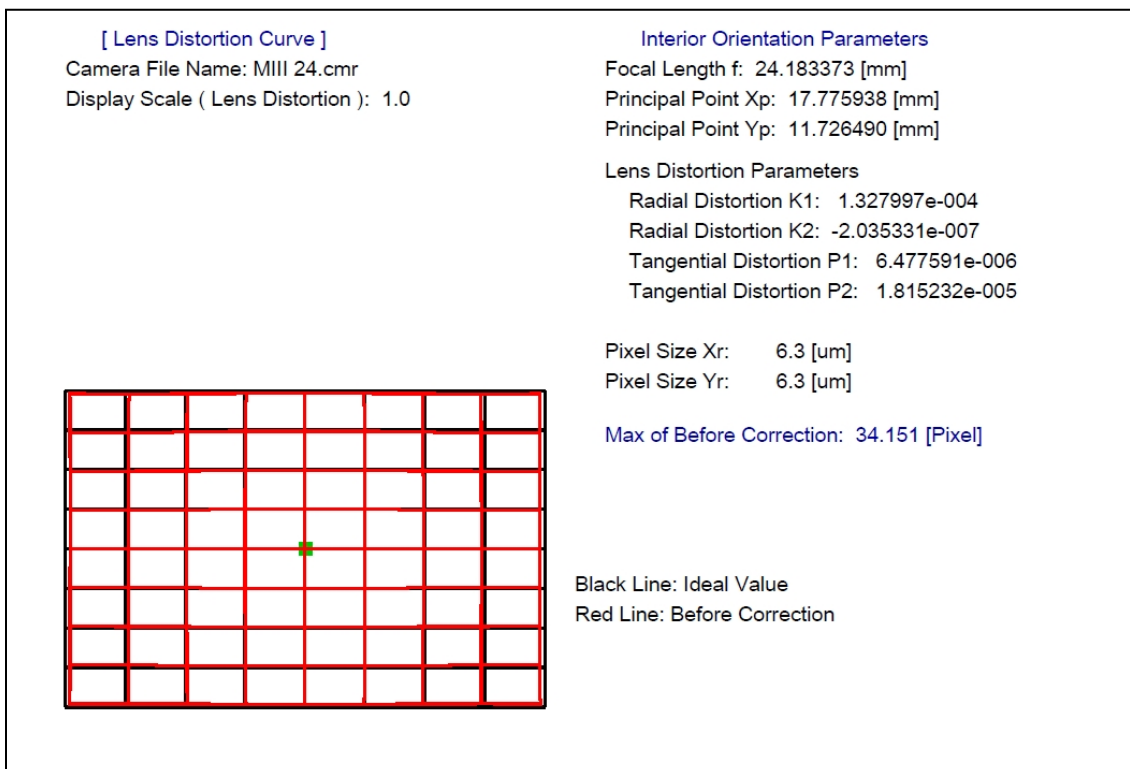 [ Lens Distortion Curve ]
Camera File Name: MIII 24.cmr
Display Scale ( Lens Distortion ): 1.0
Interior Orientation Parameters
Focal Length f: 24.183373 [mm]
Principal Point Xp: 17.775938 [mm]
Principal Point Yp: 11.726490 [mm]
Lens Distortion Parameters
Radial Distortion K1: 1.327997e-004
Radial Distortion K2: -2.035331e-007
Tangential Distortion P1: 6.477591e-006
Tangential Distortion P2: 1.815232e-005
Pixel Size Xr: 6.3 [um]
Pixel Size Yr: 6.3 [um]
Max of Before Correction: 34.151 [Pixel]
Black Line: Ideal Value
Red Line: Before Correction